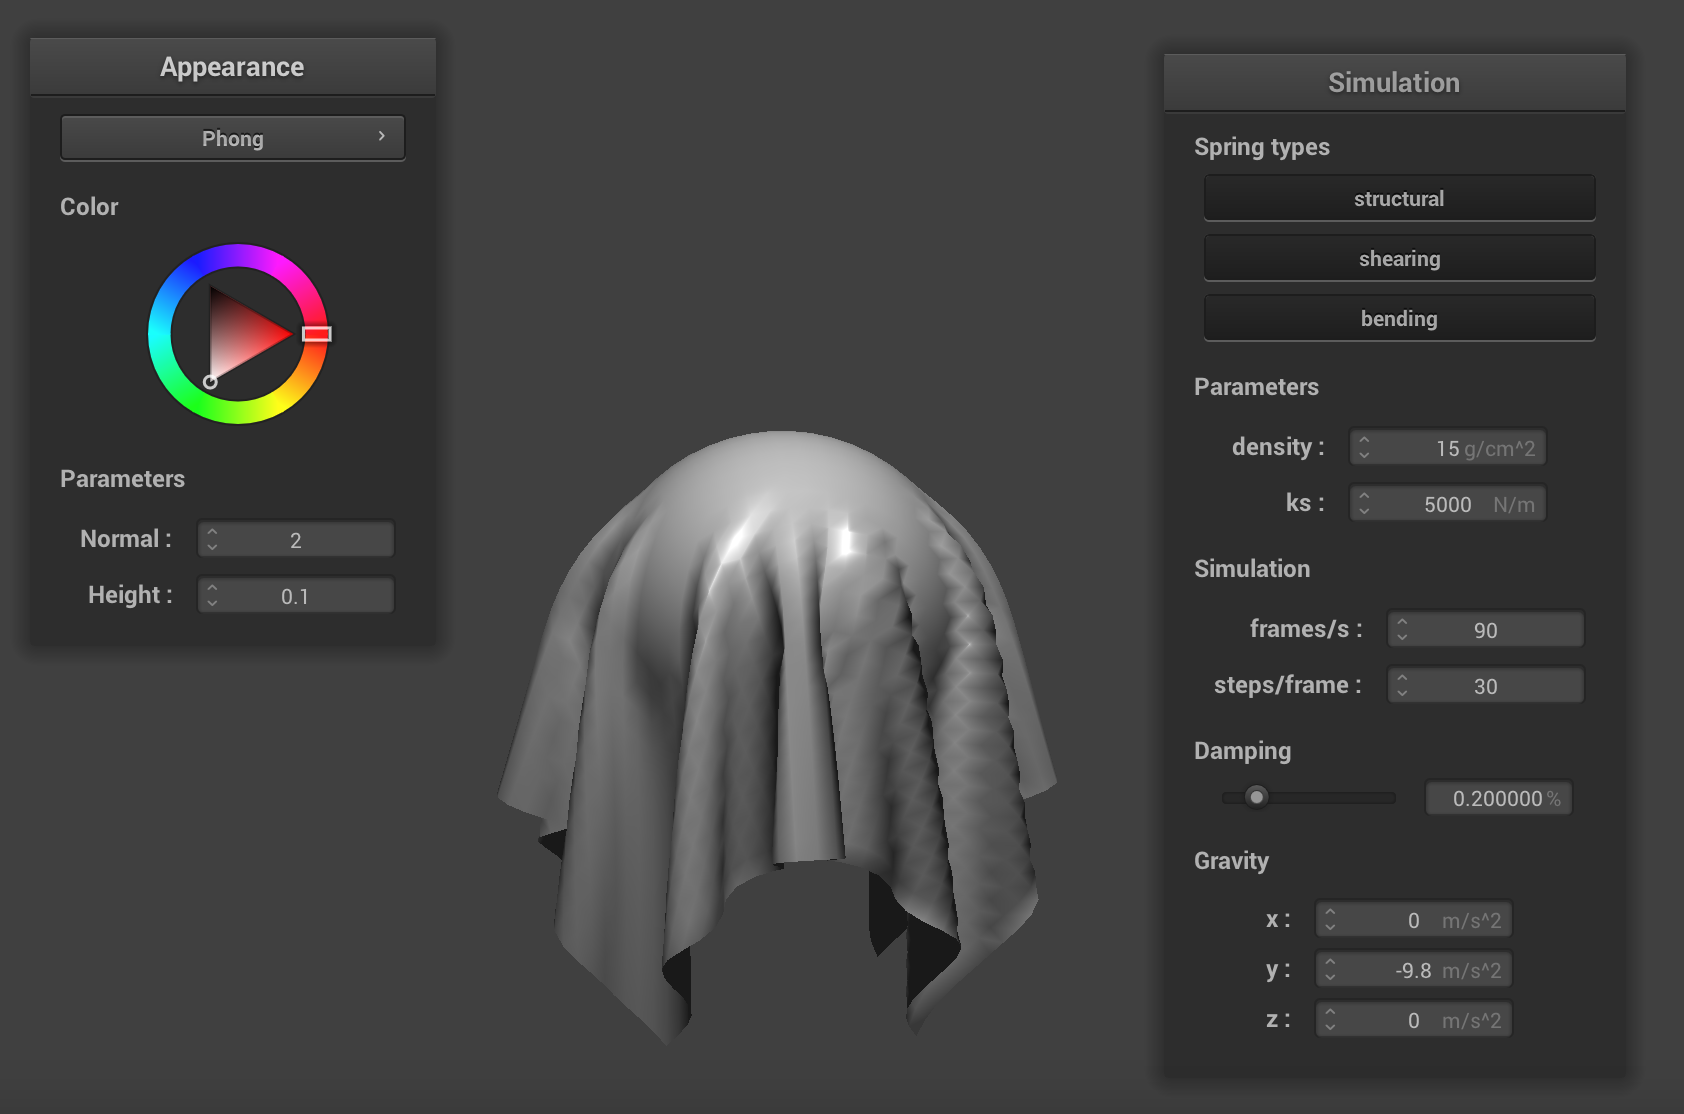 Appearance
Phong
Color
Parameters
Normal : 2
Height : 0.1
Simulation
Spring types
structural
shearing
bending
Parameters
density : 15 g/cm^2
ks : 5000 N/m
Simulation
frames/s : 90
steps/frame : 30
Damping
0.200000 %
Gravity
x : 0 m/s^2
y : -9.8 m/s^2
z : 0 m/s^2